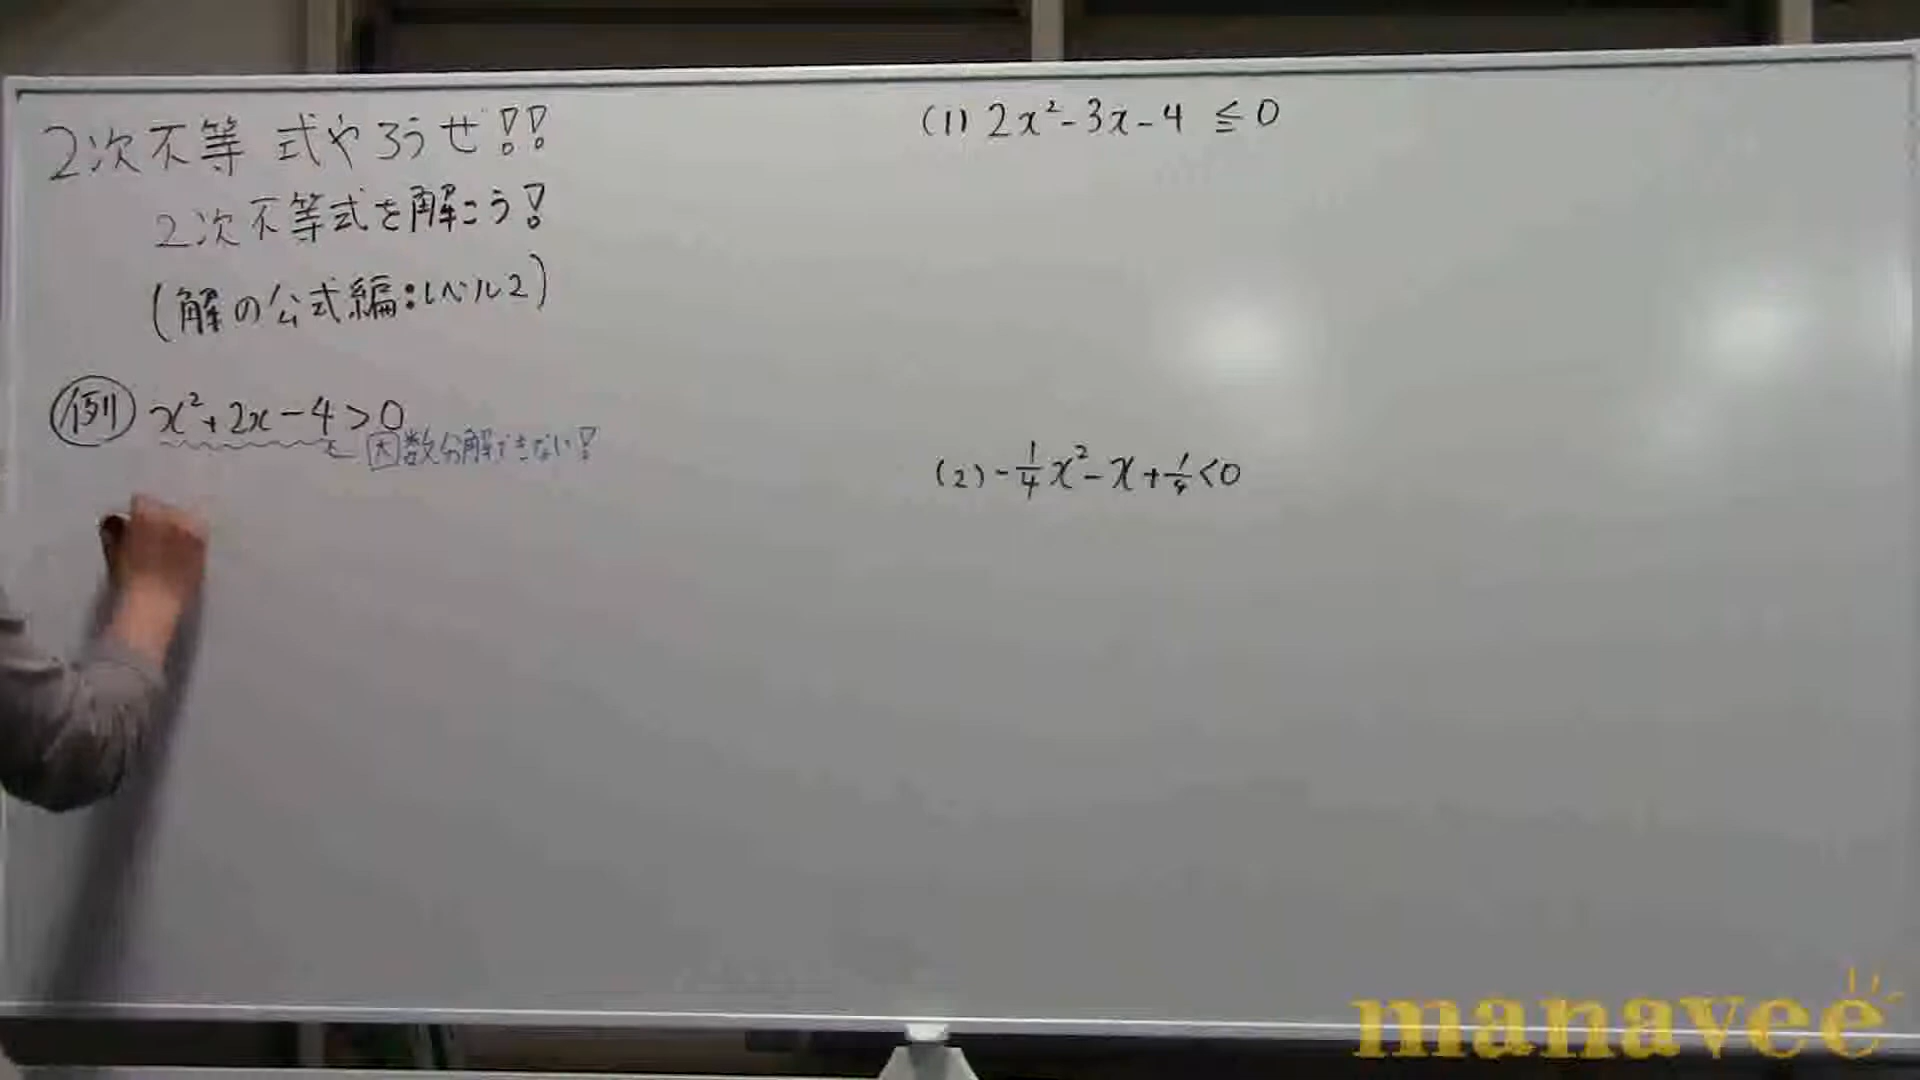 2次不等式やろうせ!!
2次不等式を解こう!
(解の公式編:レベル2)
例 x²+2x-4>0
因数分解できない!
(1) 2x²-3x-4 ≦ 0
(2) -1/4x²-x+1/4<0
manavee